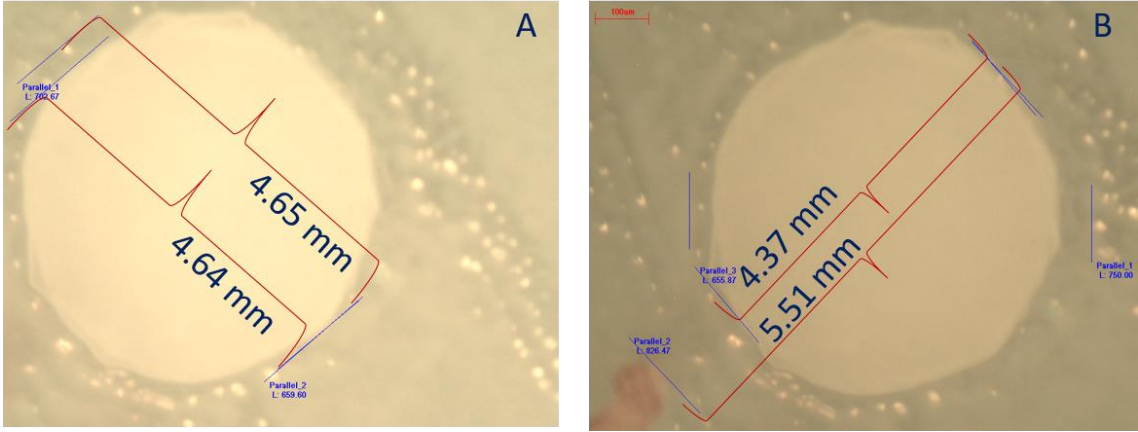 A
Parallel_1
L: 702.67
4.65 mm
4.64 mm
Parallel_2
L: 659.60
100um
B
Parallel_3
L: 655.87
4.37 mm
5.51 mm
Parallel_1
L: 750.00
Parallel_2
L: 826.47